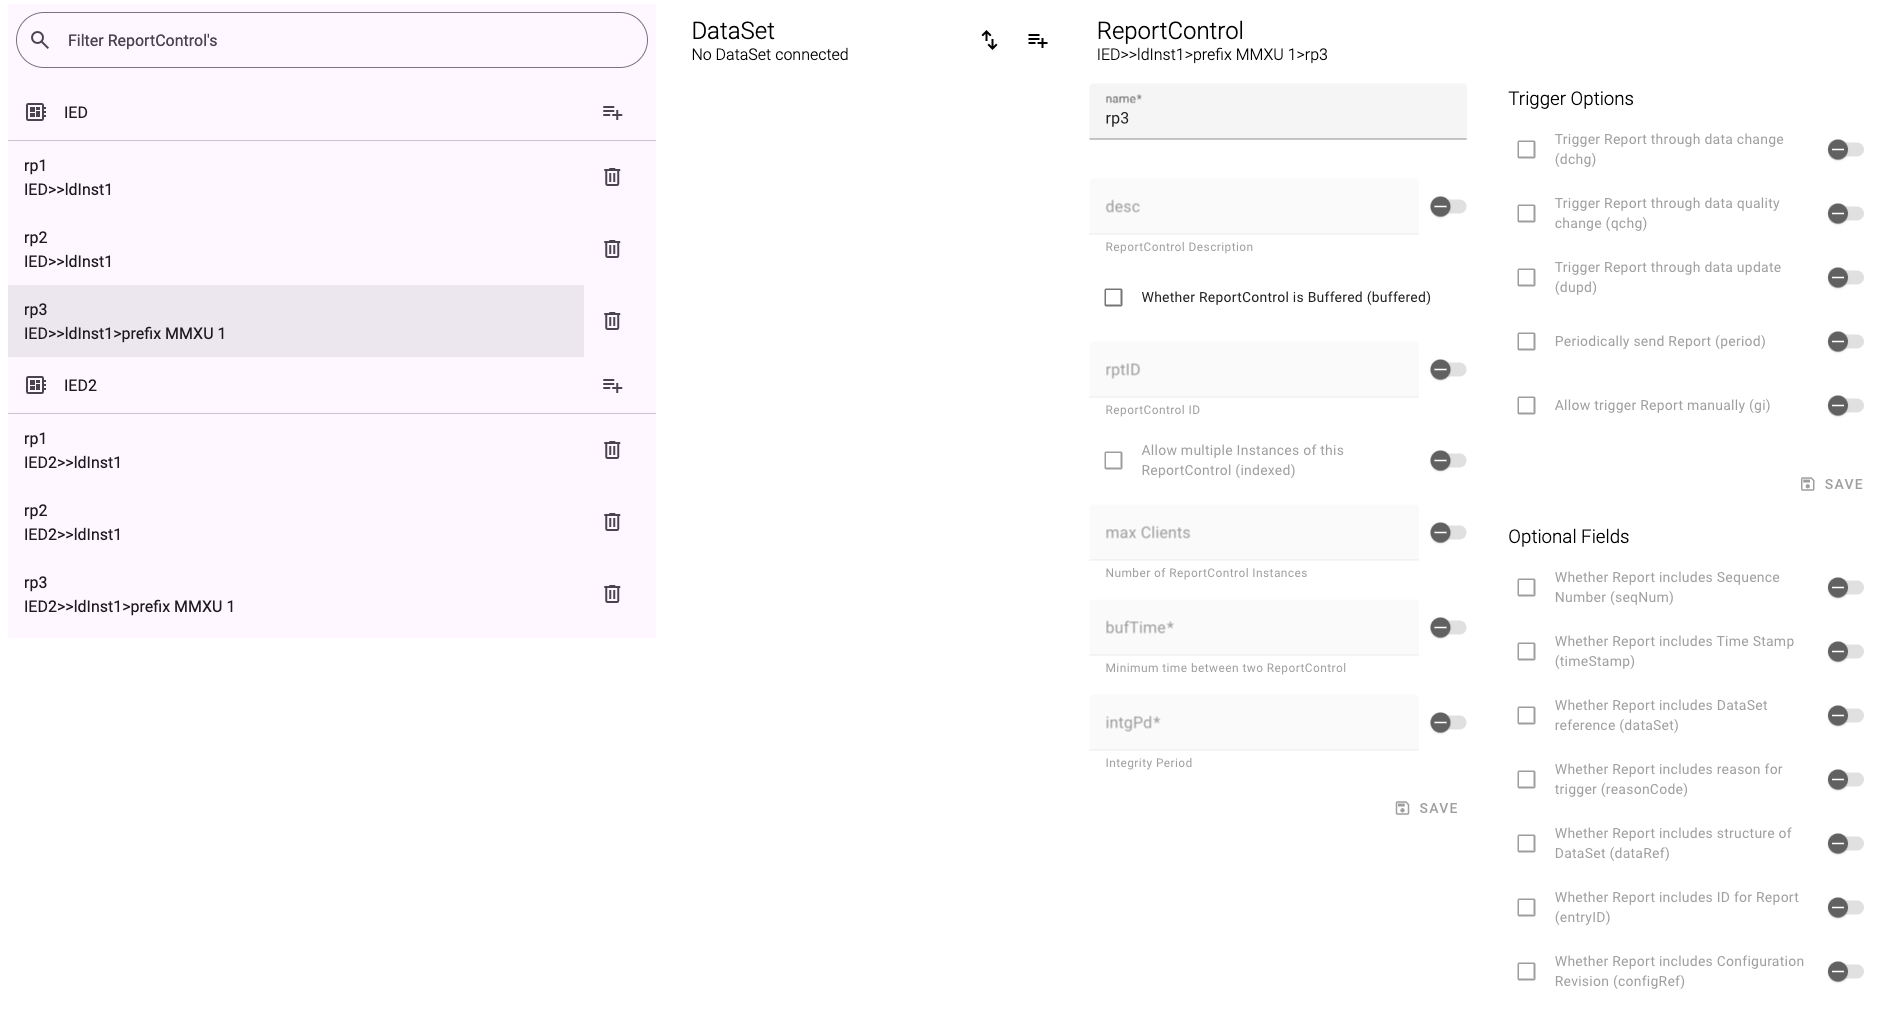 Filter ReportControl's
IED
rp1
IED>>ldInst1
rp2
IED>>ldInst1
rp3
IED>>ldInst1>prefix MMXU 1
IED2
rp1
IED2>>ldInst1
rp2
IED2>>ldInst1
rp3
IED2>>ldInst1>prefix MMXU 1
DataSet
No DataSet connected
ReportControl
IED>>ldInst1>prefix MMXU 1>rp3
name*
rp3
desc
ReportControl Description
Whether ReportControl is Buffered (buffered)
rptID
ReportControl ID
Allow multiple Instances of this
ReportControl (indexed)
max Clients
Number of ReportControl Instances
bufTime*
Minimum time between two ReportControl
intgPd*
Integrity Period
SAVE
Trigger Options
Trigger Report through data change
(dchg)
Trigger Report through data quality
change (qchg)
Trigger Report through data update
(dupd)
Periodically send Report (period)
Allow trigger Report manually (gi)
SAVE
Optional Fields
Whether Report includes Sequence
Number (seqNum)
Whether Report includes Time Stamp
(timeStamp)
Whether Report includes DataSet
reference (dataSet)
Whether Report includes reason for
trigger (reasonCode)
Whether Report includes structure of
DataSet (dataRef)
Whether Report includes ID for Report
(entryID)
Whether Report includes Configuration
Revision (configRef)